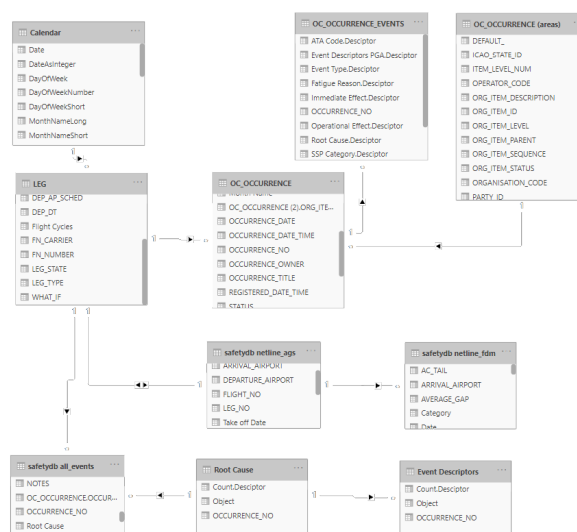 Calendar
Date
DateAsInteger
DayOfWeek
DayOfWeekNumber
DayOfWeekShort
MonthNameLong
MonthNameShort
OC_OCCURRENCE_EVENTS
ATA Code.Desciptor
Event Descriptors PGA.Desciptor
Event Type.Desciptor
Fatigue Reason.Desciptor
Immediate Effect.Desciptor
OCCURRENCE_NO
Operational Effect.Desciptor
Root Cause.Desciptor
SSP Category.Desciptor
OC_OCCURRENCE (areas)
DEFAULT_
ICAO_STATE_ID
ITEM_LEVEL_NUM
OPERATOR_CODE
ORG_ITEM_DESCRIPTION
ORG_ITEM_ID
ORG_ITEM_LEVEL
ORG_ITEM_PARENT
ORG_ITEM_SEQUENCE
ORG_ITEM_STATUS
ORGANISATION_CODE
PARTY_ID
LEG
DEP_AP_SCHED
DEP_DT
Flight Cycles
FN_CARRIER
FN_NUMBER
LEG_STATE
LEG_TYPE
WHAT_IF
OC_OCCURRENCE
OC_OCCURRENCE (2).ORG_ITE...
OCCURRENCE_DATE
OCCURRENCE_DATE_TIME
OCCURRENCE_NO
OCCURRENCE_OWNER
OCCURRENCE_TITLE
REGISTERED_DATE_TIME
STATUS
safetydb netline_ags
ARRIVAL_AIRPORT
DEPARTURE_AIRPORT
FLIGHT_NO
LEG_NO
Take off Date
safetydb netline_fdm
AC_TAIL
ARRIVAL_AIRPORT
AVERAGE_GAP
Category
Date
safetydb all_events
NOTES
OC_OCCURRENCE.OCCUR...
OCCURRENCE_NO
Root Cause
Root Cause
Count.Desciptor
Object
OCCURRENCE_NO
Event Descriptors
Count.Desciptor
Object
OCCURRENCE_NO